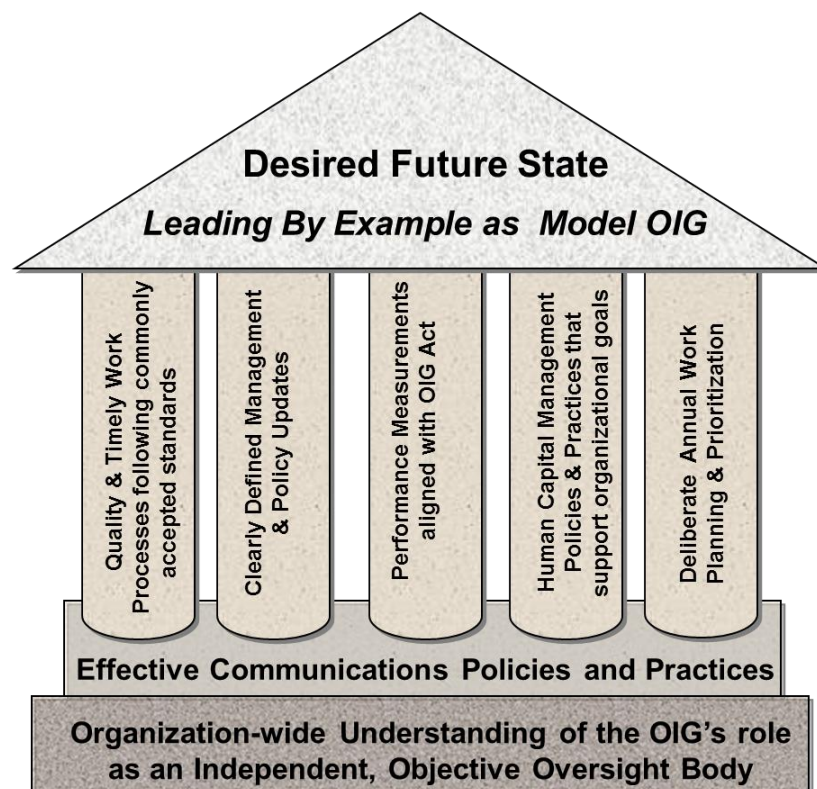 Desired Future State
Leading By Example as Model OIG
Quality & Timely Work
Processes following commonly
accepted standards
Clearly Defined Management
& Policy Updates
Performance Measurements
aligned with OIG Act
Human Capital Management
Policies & Practices that
support organizational goals
Deliberate Annual Work
Planning & Prioritization
Effective Communications Policies and Practices
Organization-wide Understanding of the OIG's role
as an Independent, Objective Oversight Body